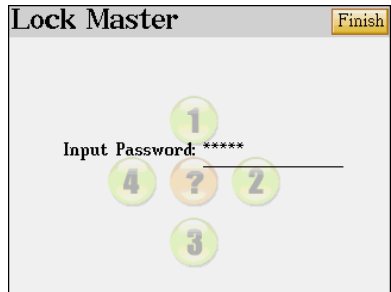 Lock Master
Finish
1
Input Password: *****
4 ? 2
3